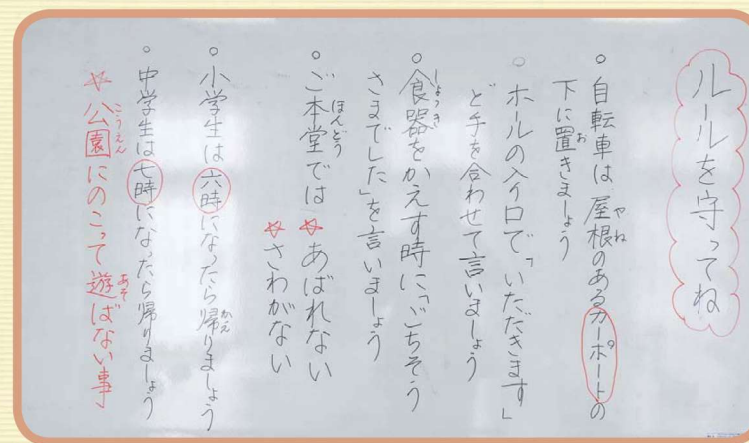 ルールを守ってね
○自転車は屋根のあるカーポートの
下に置きましょう
○ホールの入口で「いただきます」
と手を合わせて言いましょう
○食器をかえす時に「ごちそう
さまでした」を言いましょう
○ご本堂では☆あばれない
☆さわがない
○小学生は六時になったら帰りましょう
○中学生は七時になったら帰りましょう
☆公園にのこって遊ばない事